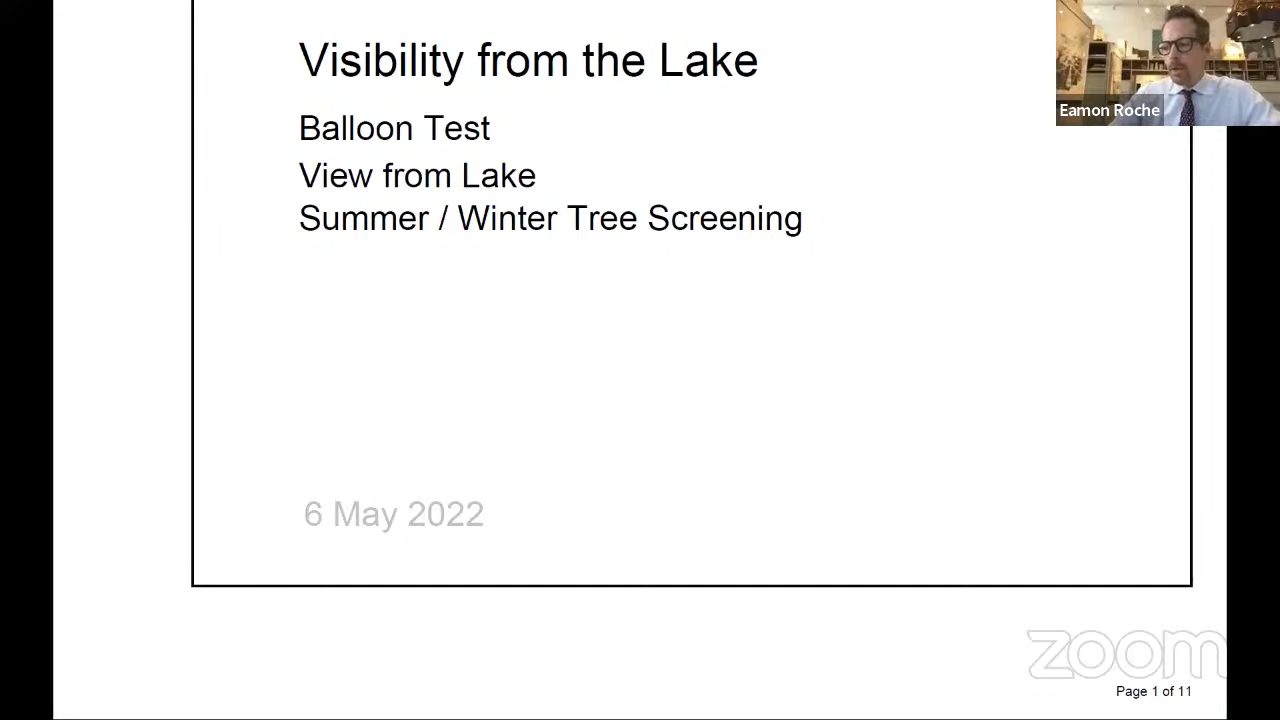 Visibility from the Lake
Eamon Roche
Balloon Test
View from Lake
Summer / Winter Tree Screening
6 May 2022
zoom
Page 1 of 11